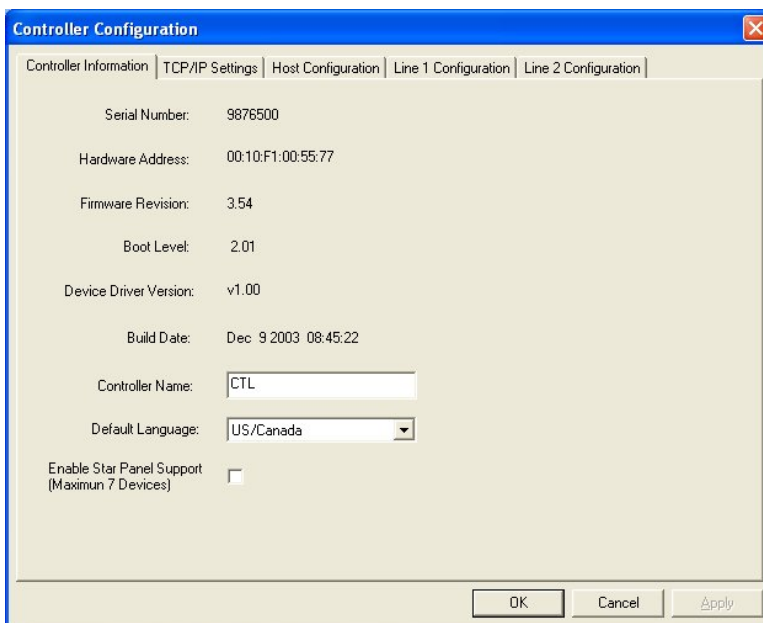 Controller Configuration
Controller Information TCP/IP Settings Host Configuration Line 1 Configuration Line 2 Configuration
Serial Number: 9876500
Hardware Address: 00:10:F1:00:55:77
Firmware Revision: 3.54
Boot Level: 2.01
Device Driver Version: v1.00
Build Date: Dec 9 2003 08:45:22
Controller Name: CTL
Default Language: US/Canada
Enable Star Panel Support
(Maximun 7 Devices)
OK Cancel Apply